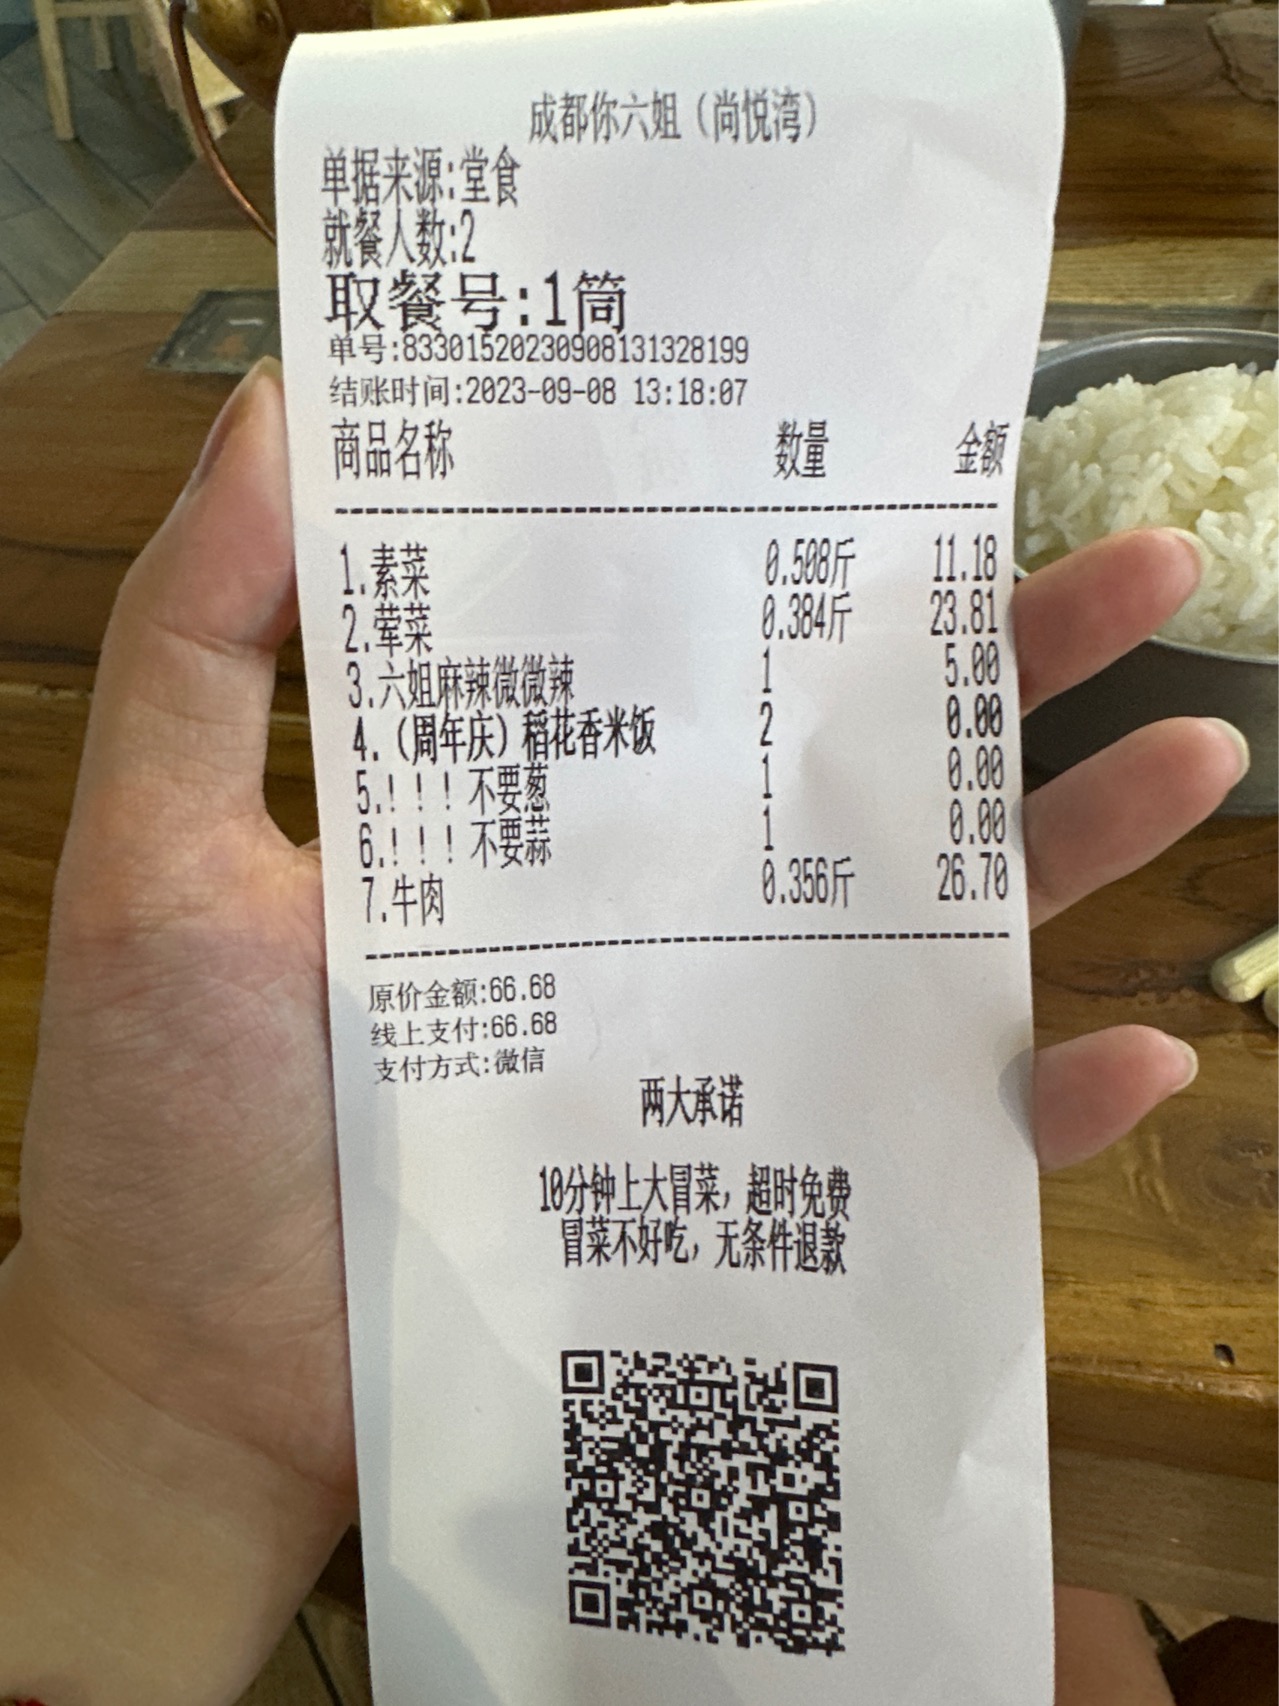 成都你六姐（尚悦湾）
单据来源:堂食
就餐人数:2
取餐号:1筒
单号:8330152023090813132819​9
结账时间:2023-09-08 13:18:07
商品名称 数量 金额
1.素菜 0.508斤 11.18
2.荤菜 0.384斤 23.81
3.六姐麻辣微微辣 1 5.00
4.（周年庆）稻花香米饭 2 0.00
5.！！！不要葱 1 0.00
6.！！！不要蒜 1 0.00
7.牛肉 0.356斤 26.70
原价金额:66.68
线上支付:66.68
支付方式:微信
两大承诺
10分钟上大冒菜，超时免费
冒菜不好吃，无条件退款